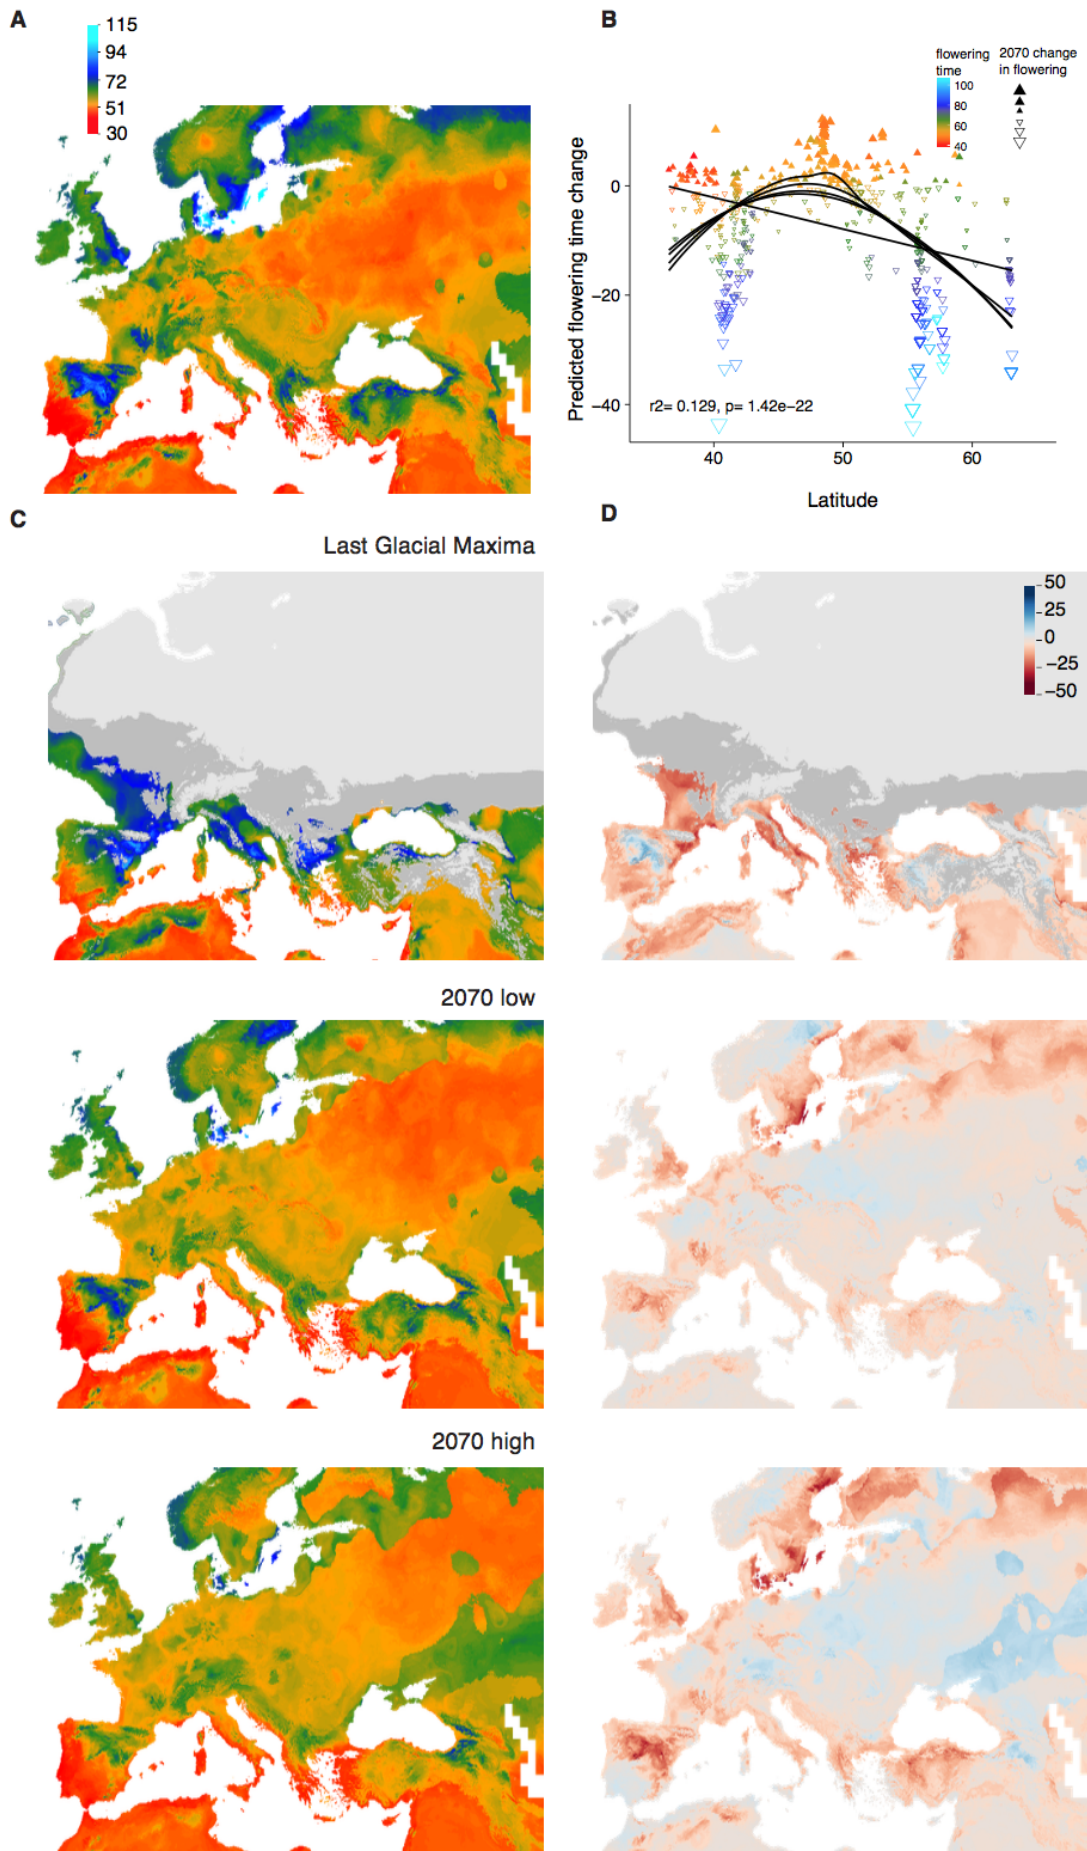 A
115
94
72
51
30
B
flowering
time
100
80
60
40
2070 change
in flowering
Predicted flowering time change
0
−20
−40
r2= 0.129, p= 1.42e−22
40
50
60
Latitude
C
Last Glacial Maxima
D
50
25
0
−25
−50
2070 low
2070 high